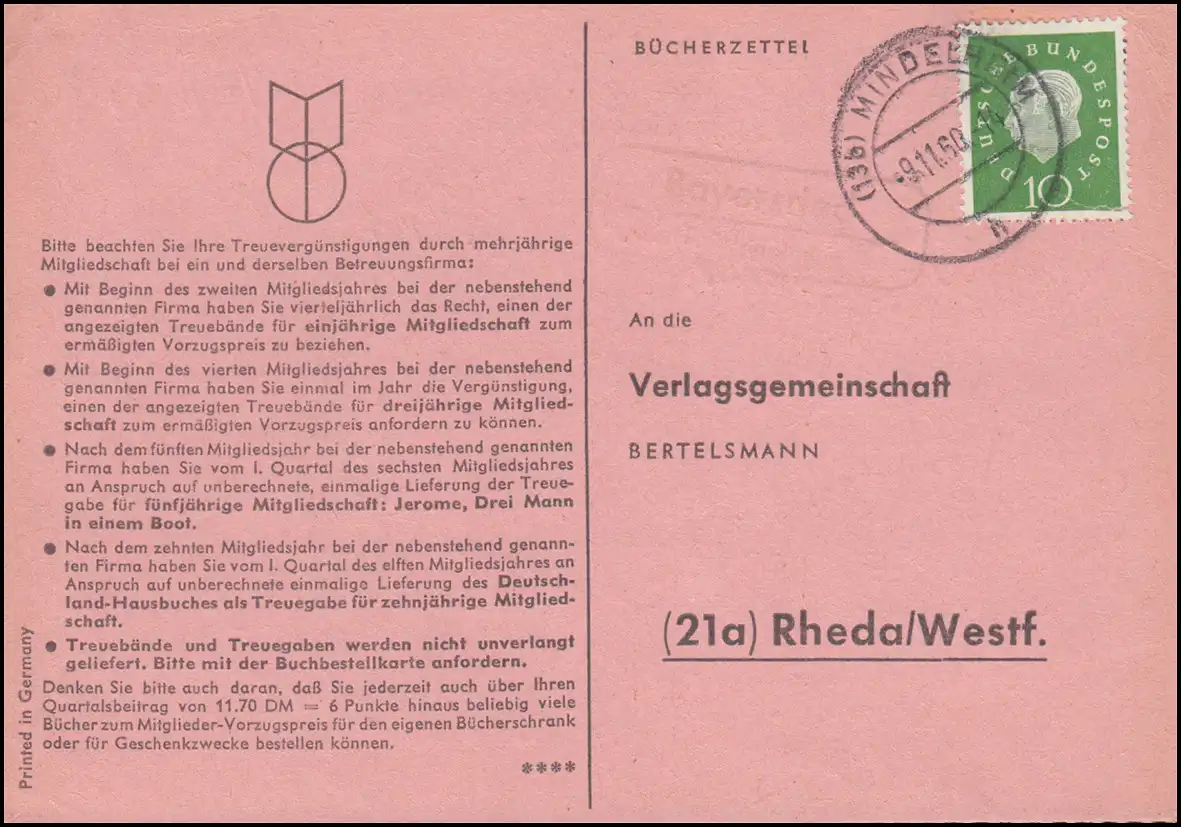 Bitte beachten Sie Ihre Treuevergünstigungen durch mehrjährige
Mitgliedschaft bei ein und derselben Betreuungsfirma:
● Mit Beginn des zweiten Mitgliedsjahres bei der nebenstehend
genannten Firma haben Sie vierteljährlich das Recht, einen der
angezeigten Treuebände für einjährige Mitgliedschaft zum
ermäßigten Vorzugspreis zu beziehen.
● Mit Beginn des vierten Mitgliedsjahres bei der nebenstehend
genannten Firma haben Sie einmal im Jahr die Vergünstigung,
einen der angezeigten Treuebände für dreijährige Mitglied-
schaft zum ermäßigten Vorzugspreis anfordern zu können.
● Nach dem fünften Mitgliedsjahr bei der nebenstehend genannten
Firma haben Sie vom I. Quartal des sechsten Mitgliedsjahres
an Anspruch auf unberechnete, einmalige Lieferung der Treue-
gabe für fünfjährige Mitgliedschaft: Jerome, Drei Mann
in einem Boot.
● Nach dem zehnten Mitgliedsjahr bei der nebenstehend genann-
ten Firma haben Sie vom I. Quartal des elften Mitgliedsjahres an
Anspruch auf unberechnete einmalige Lieferung des Deutsch-
land-Hausbuches als Treuegabe für zehnjährige Mitglied-
schaft.
● Treuebände und Treuegaben werden nicht unverlangt
geliefert. Bitte mit der Buchbestellkarte anfordern.
Denken Sie bitte auch daran, daß Sie jederzeit auch über Ihren
Quartalsbeitrag von 11.70 DM = 6 Punkte hinaus beliebig viele
Bücher zum Mitglieder-Vorzugspreis für den eigenen Bücherschrank
oder für Geschenkzwecke bestellen können.
****
Printed in Germany
BÜCHERZETTEL
(13b) MINDELHEIM
-9.11.60.
DEUTSCHE BUNDESPOST
10
An die
Verlagsgemeinschaft
BERTELSMANN
(21a) Rheda/Westf.